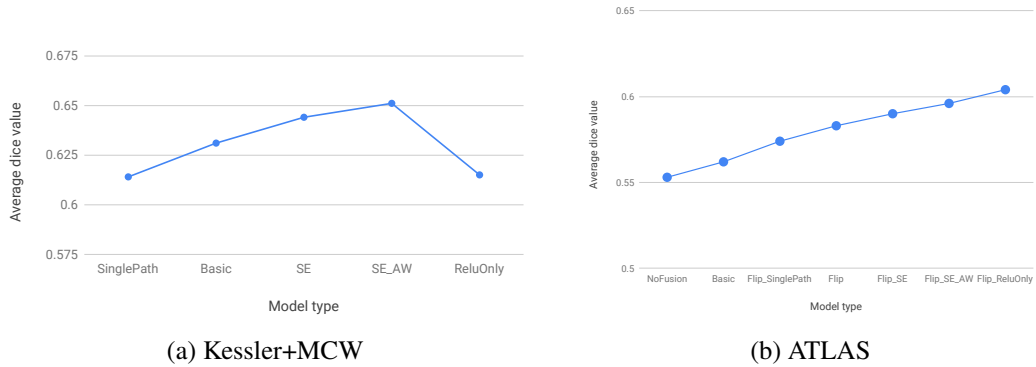 Average dice value
0.675
0.65
0.625
0.6
0.575
SinglePath Basic SE SE_AW ReluOnly
Model type
(a) Kessler+MCW
Average dice value
0.65
0.6
0.55
0.5
NoFusion Basic Flip_SinglePath Flip Flip_SE Flip_SE_AW Flip_ReluOnly
Model type
(b) ATLAS